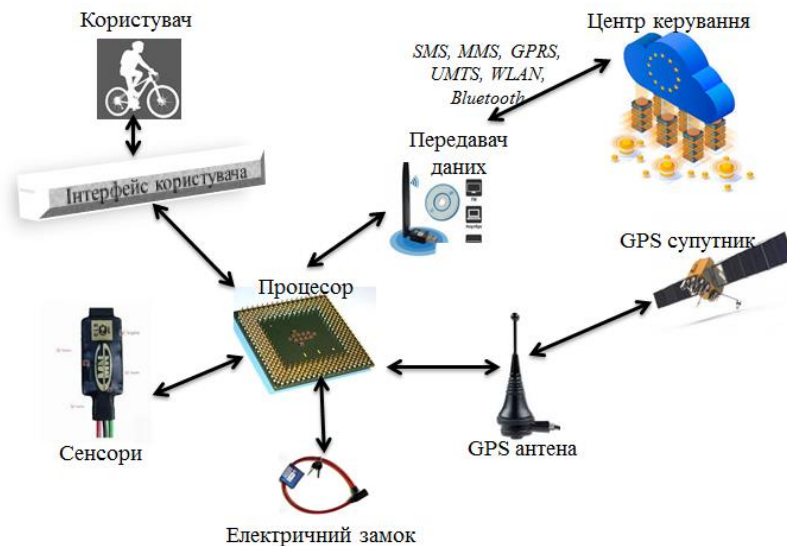 Користувач
Центр керування
SMS, MMS, GPRS,
UMTS, WLAN,
Bluetooth
Передавач
даних
Інтерфейс користувача
GPS супутник
Процесор
Сенсори
GPS антена
Електричний замок